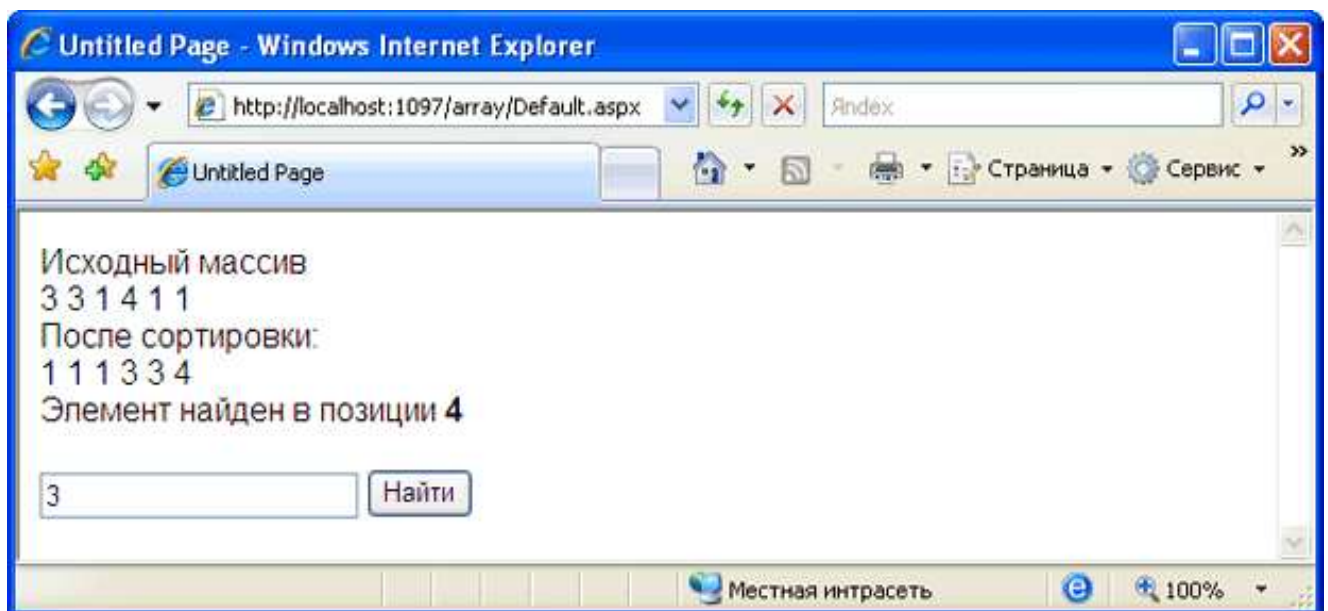 Untitled Page - Windows Internet Explorer
http://localhost:1097/array/Default.aspx Яndex
Untitled Page Страница Сервис »
Исходный массив
3 3 1 4 1 1
После сортировки:
1 1 1 3 3 4
Элемент найден в позиции 4
3 Найти
Местная интрасеть 100%